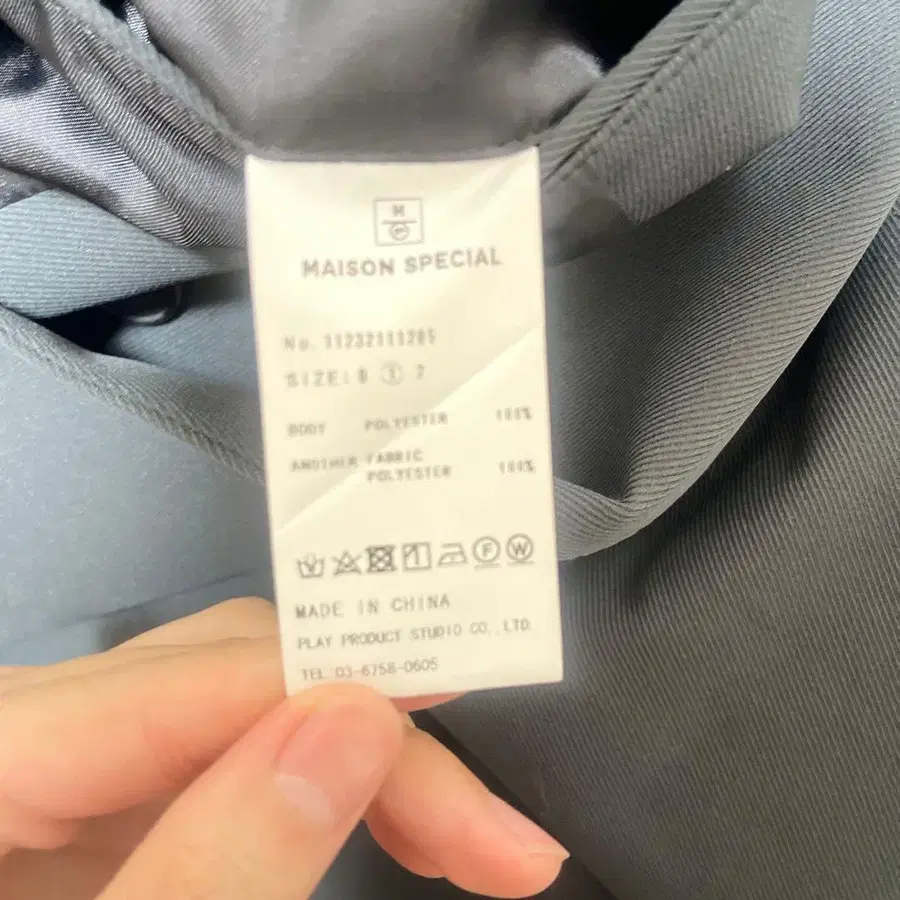 M
MAISON SPECIAL
No. 11232111205
SIZE: 0 ① 2
BODY POLYESTER 100%
ANOTHER FABRIC
POLYESTER 100%
F W
MADE IN CHINA
PLAY PRODUCT STUDIO CO.,LTD.
TEL 03-6758-0605